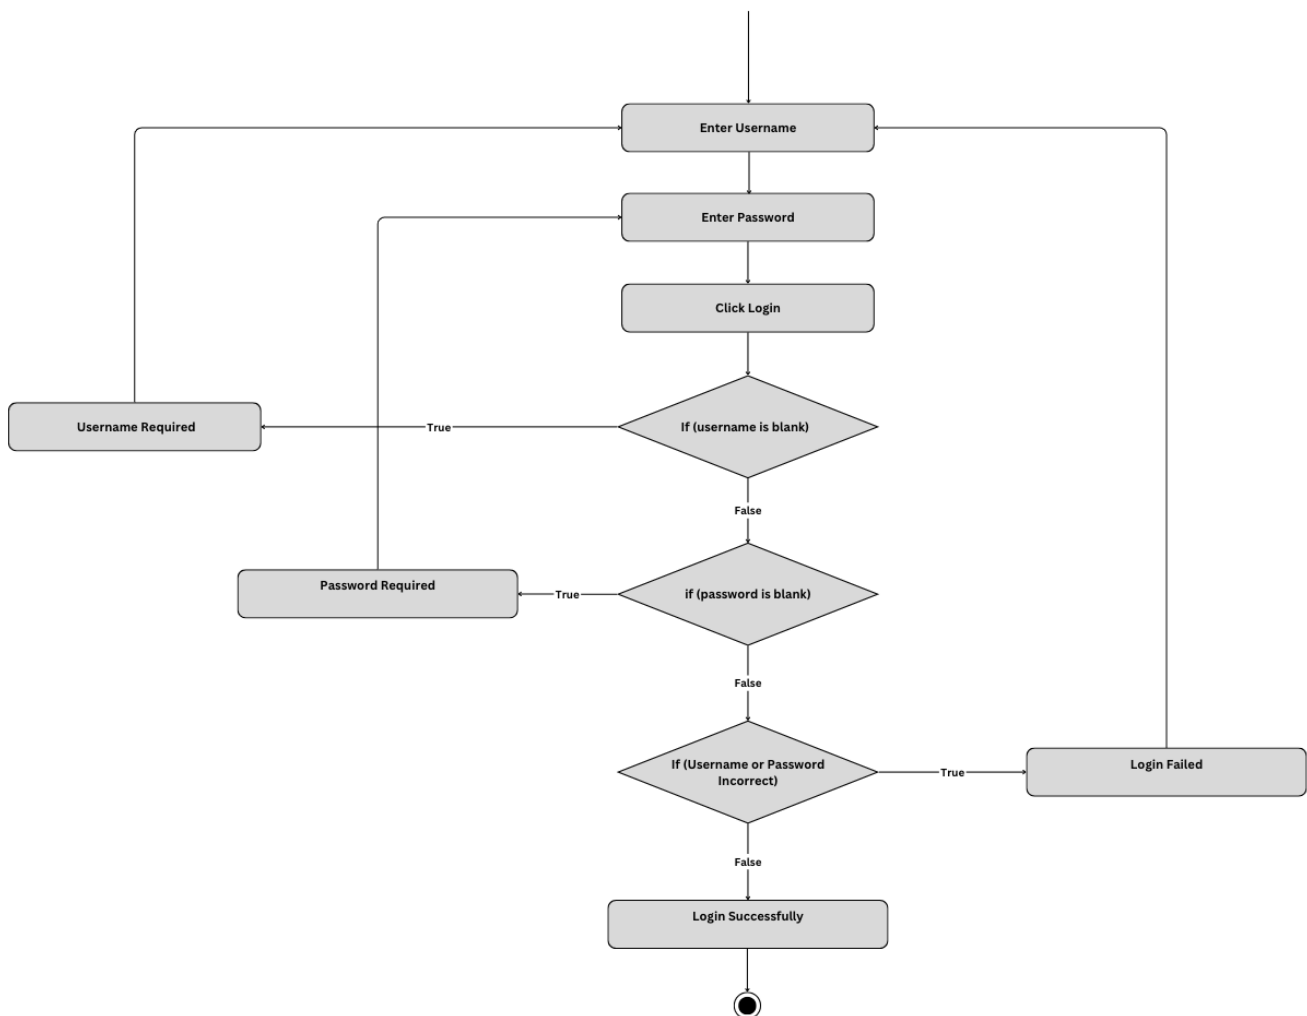 Enter Username
Enter Password
Click Login
If (username is blank)
True
Username Required
False
if (password is blank)
True
Password Required
False
If (Username or Password
Incorrect)
True
Login Failed
False
Login Successfully